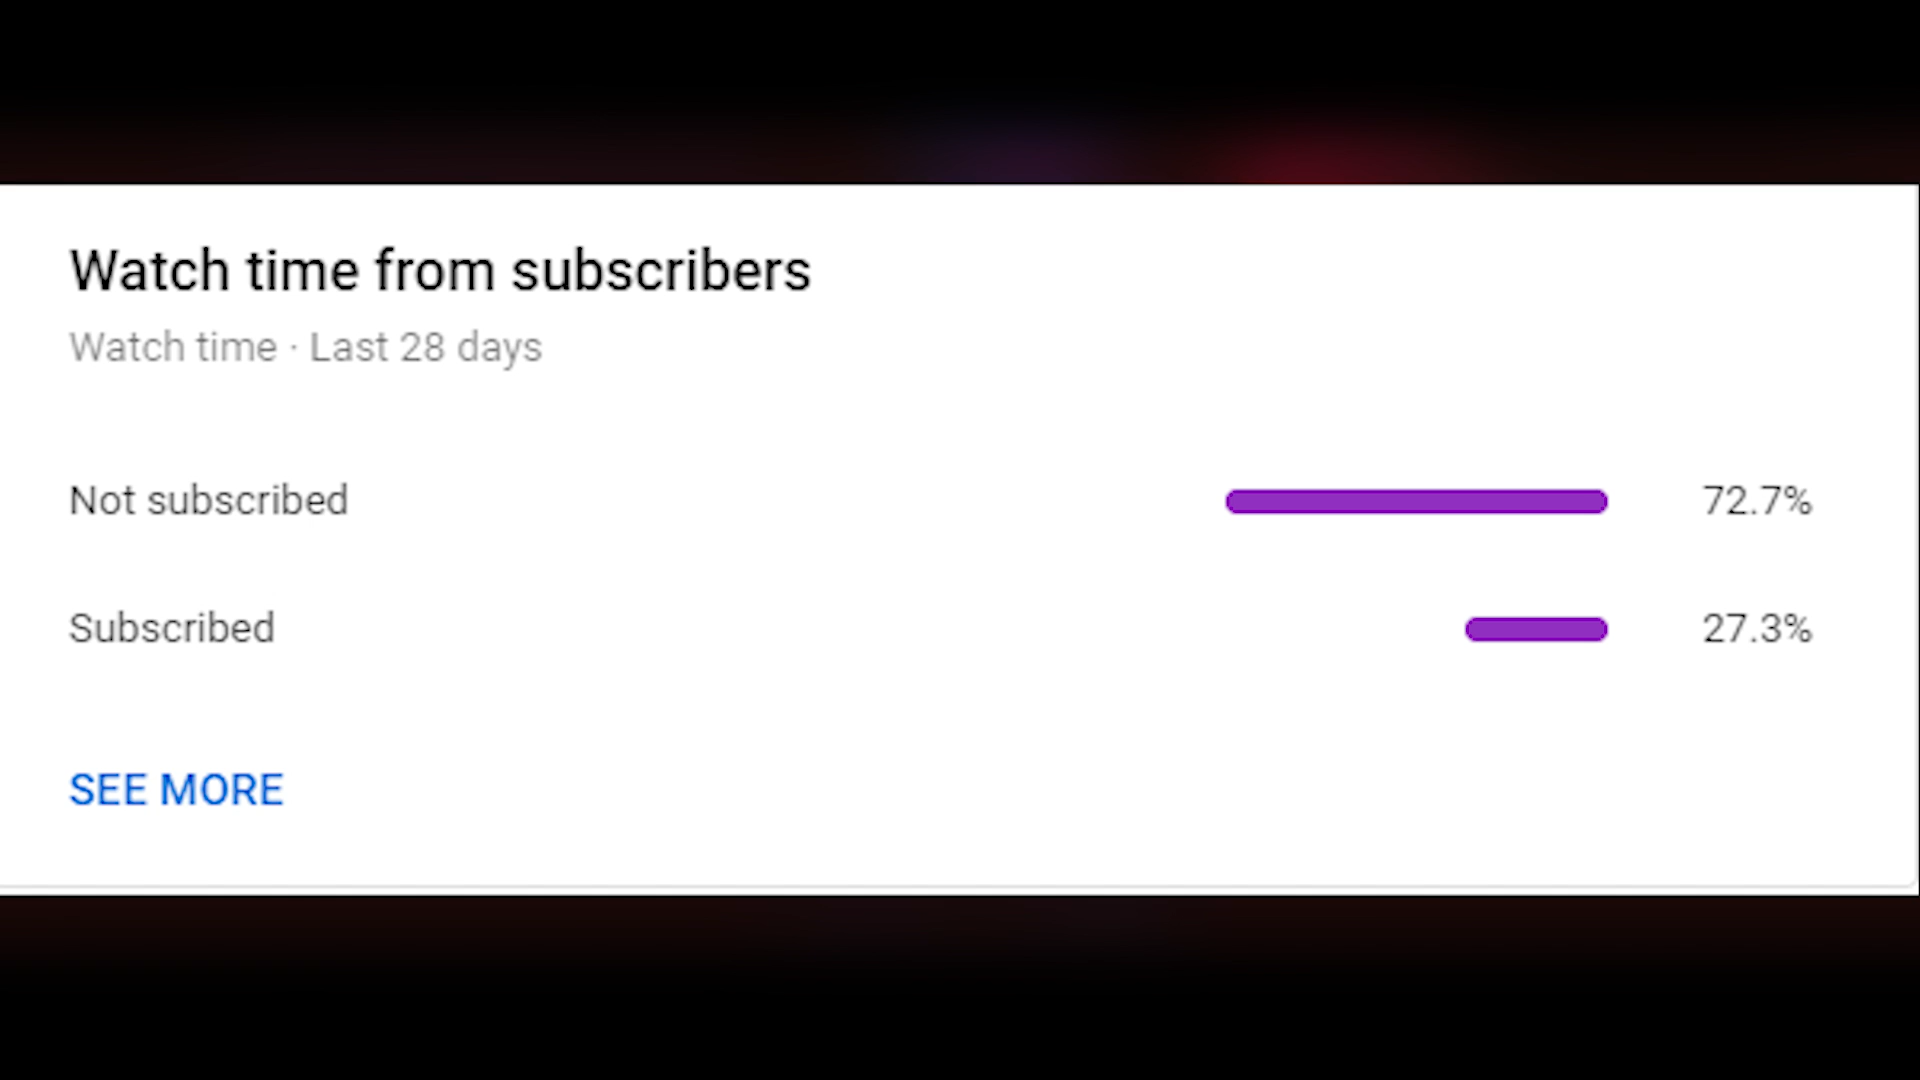 Watch time from subscribers
Watch time · Last 28 days
Not subscribed 72.7%
Subscribed 27.3%
SEE MORE